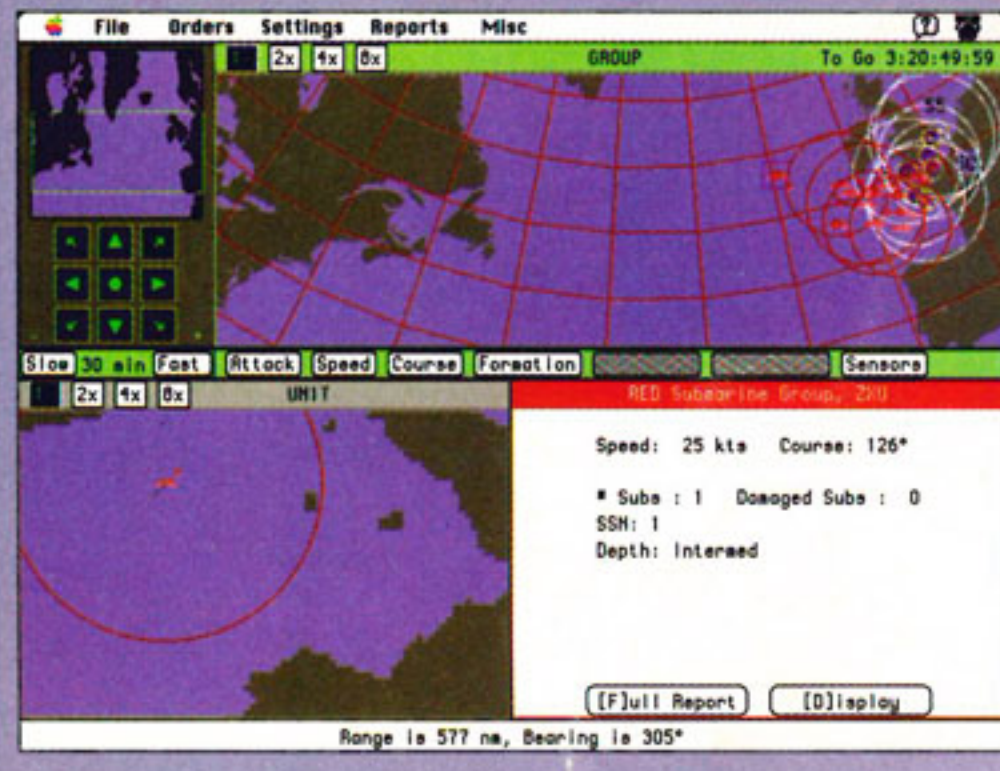 File Orders Settings Reports Misc
2x 4x 8x GROUP To Go 3:20:49:59
Slow 30 min Fast Attack Speed Course Formation Sensors
2x 4x 8x UNIT
RED Submarine Group, ZXU
Speed: 25 kts Course: 126°
# Subs : 1 Damaged Subs : 0
SSN: 1
Depth: Intermed
[F]ull Report [D]isplay
Range is 577 nm, Bearing is 305°